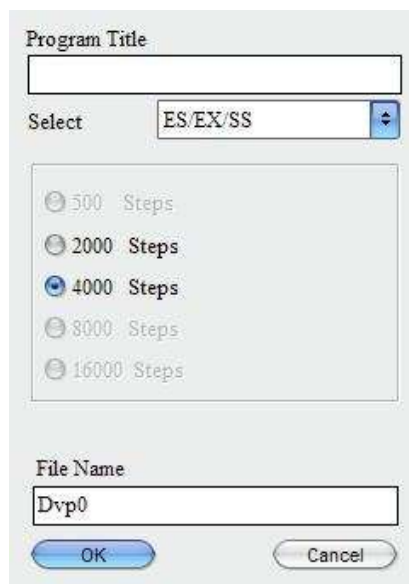 Program Title
Select ES/EX/SS
500 Steps
2000 Steps
4000 Steps
8000 Steps
16000 Steps
File Name
Dvp0
OK Cancel